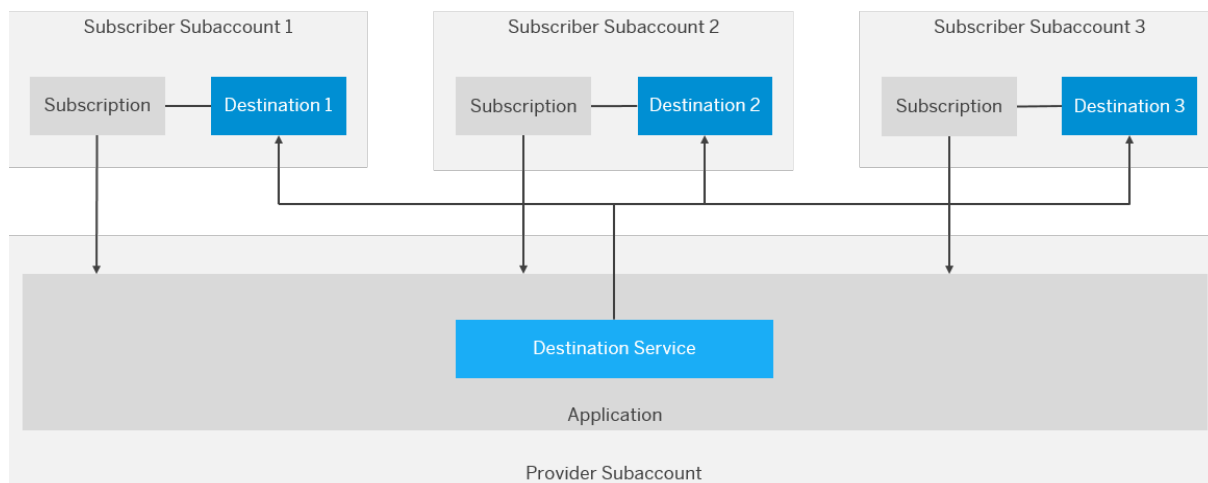 Subscriber Subaccount 1
Subscriber Subaccount 2
Subscriber Subaccount 3
Subscription
Destination 1
Subscription
Destination 2
Subscription
Destination 3
Destination Service
Application
Provider Subaccount